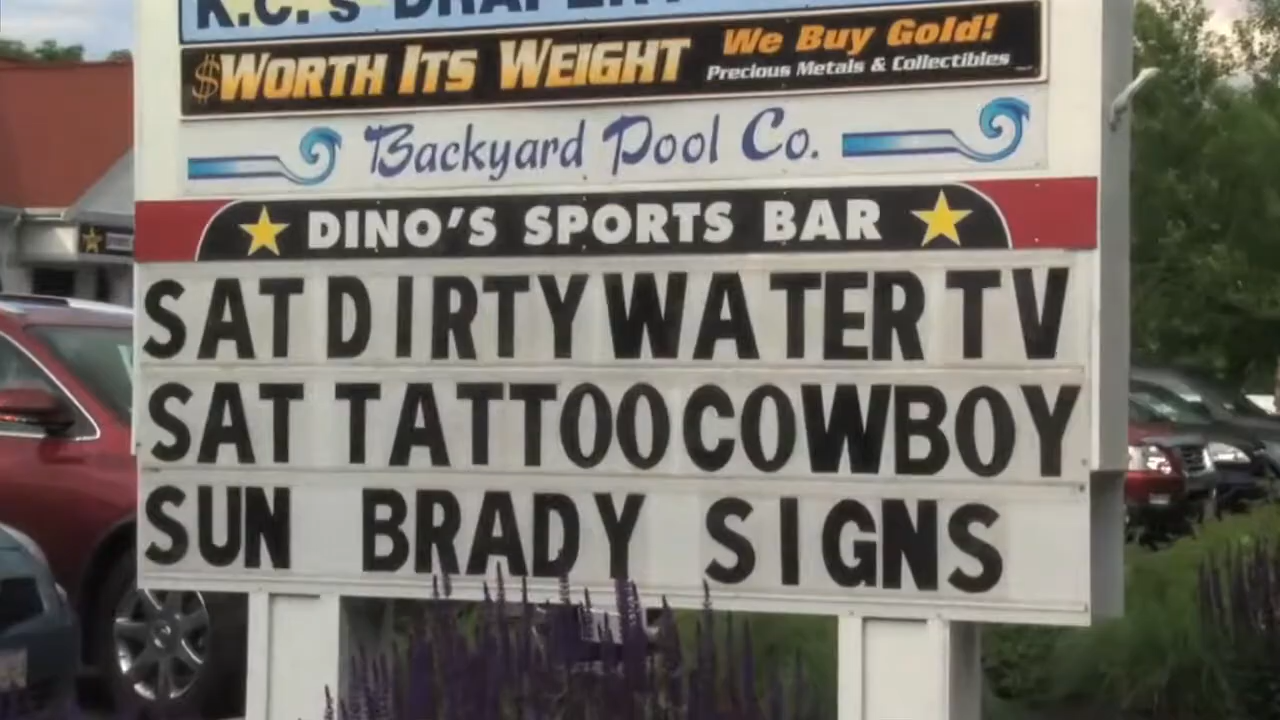 K.C.'s DRAPERY
$WORTH ITS WEIGHT We Buy Gold!
Precious Metals & Collectibles
Backyard Pool Co.
DINO'S SPORTS BAR
SAT DIRTY WATER TV
SAT TATTOO COWBOY
SUN BRADY SIGNS